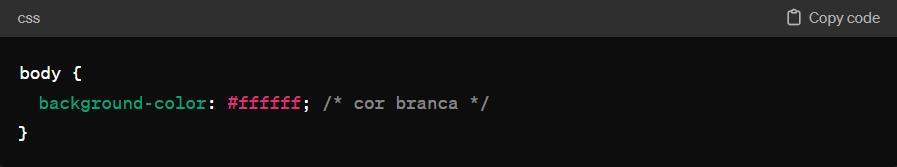 css Copy code
body {
background-color: #ffffff; /* cor branca */
}